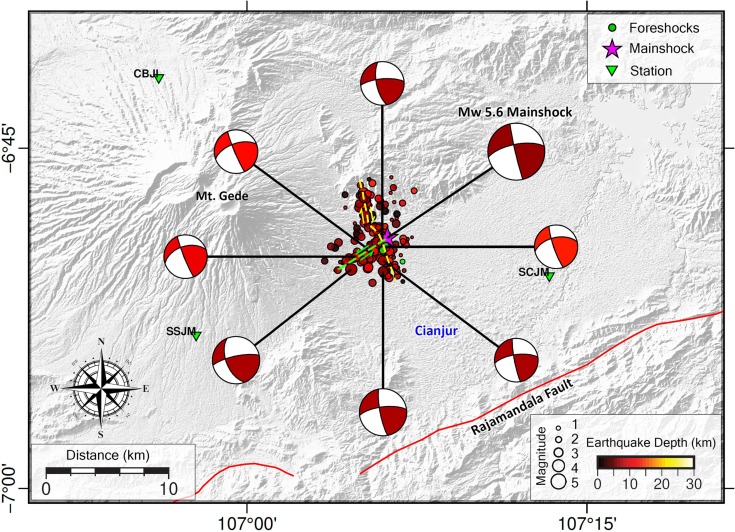 Foreshocks
Mainshock
Station
CBJI
Mw 5.6 Mainshock
−6°45'
Mt. Gede
SCJM
SSJM
Cianjur
Rajamandala Fault
N
W E
S
Distance (km)
0 10
Magnitude
1
2
3
4
5
Earthquake Depth (km)
0 10 20 30
−7°00'
107°00' 107°15'